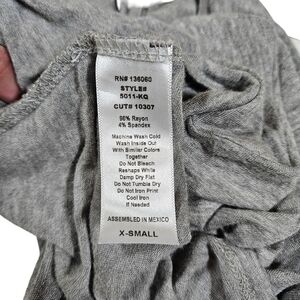 RN# 136060
STYLE#
5011-KQ
CUT# 10307
96% Rayon
4% Spandex
Machine Wash Cold
Wash Inside Out
With Similar Colors
Together
Do Not Bleach
Reshape While
Damp Dry Flat
Do Not Tumble Dry
Do Not Iron Print
Cool Iron
If Needed
ASSEMBLED IN MEXICO
X-SMALL